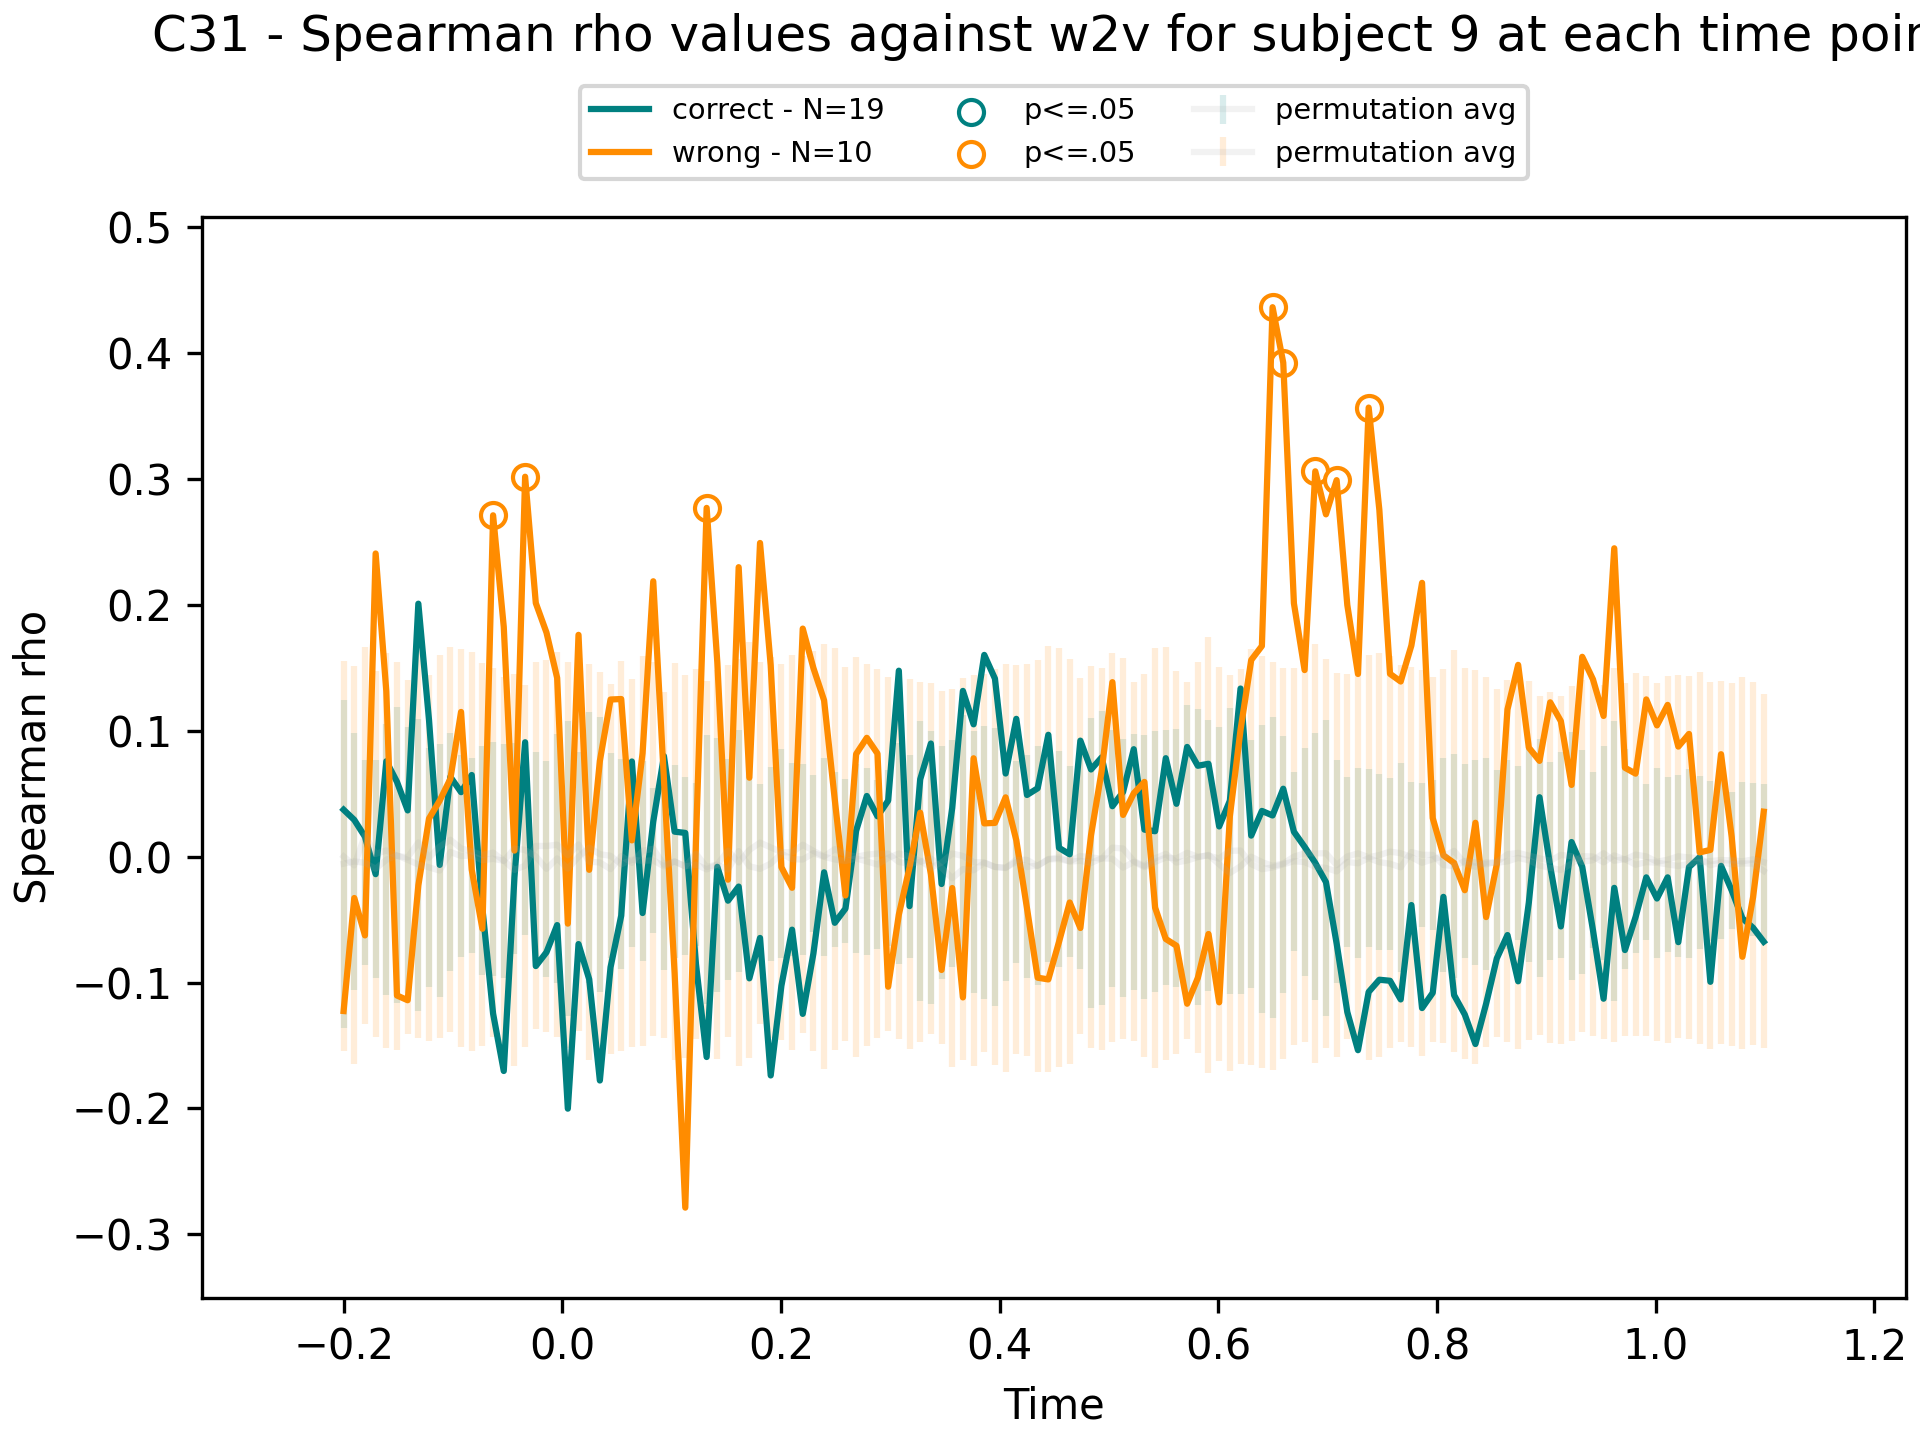 C31 - Spearman rho values against w2v for subject 9 at each time poin
correct - N=19 p<=.05 permutation avg
wrong - N=10 p<=.05 permutation avg
0.5
0.4
0.3
0.2
0.1
0.0
−0.1
−0.2
−0.3
Spearman rho
−0.2 0.0 0.2 0.4 0.6 0.8 1.0 1.2
Time